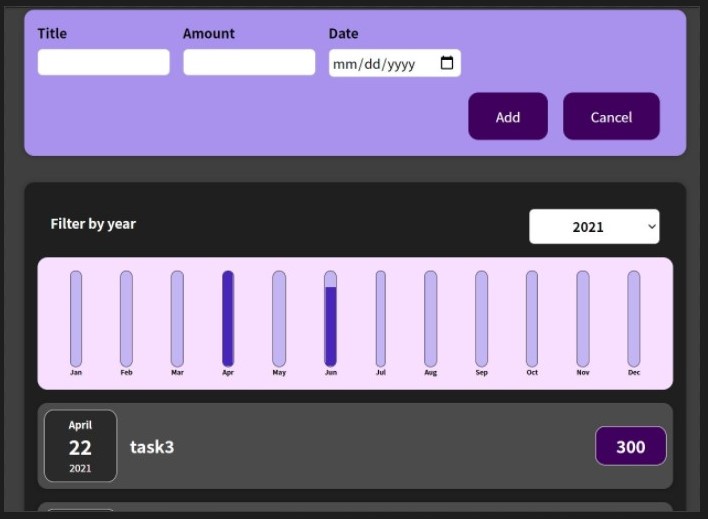 Title Amount Date
mm/dd/yyyy
Add Cancel
Filter by year 2021
Jan Feb Mar Apr May Jun Jul Aug Sep Oct Nov Dec
April
22
2021
task3
300